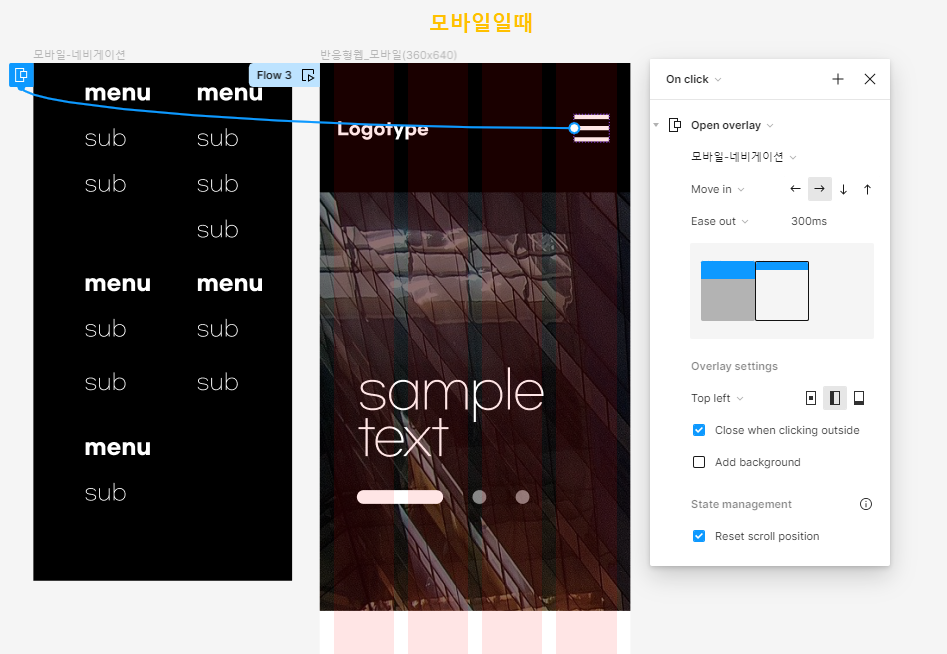 모바일일때
모바일-네비게이션
반응형웹_모바일(360x640)
Flow 3
menu menu
sub sub
sub sub
sub
menu menu
sub sub
sub sub
menu
sub
Logotype
sample
text
On click
Open overlay
모바일-네비게이션
Move in
Ease out 300ms
Overlay settings
Top left
Close when clicking outside
Add background
State management
Reset scroll position